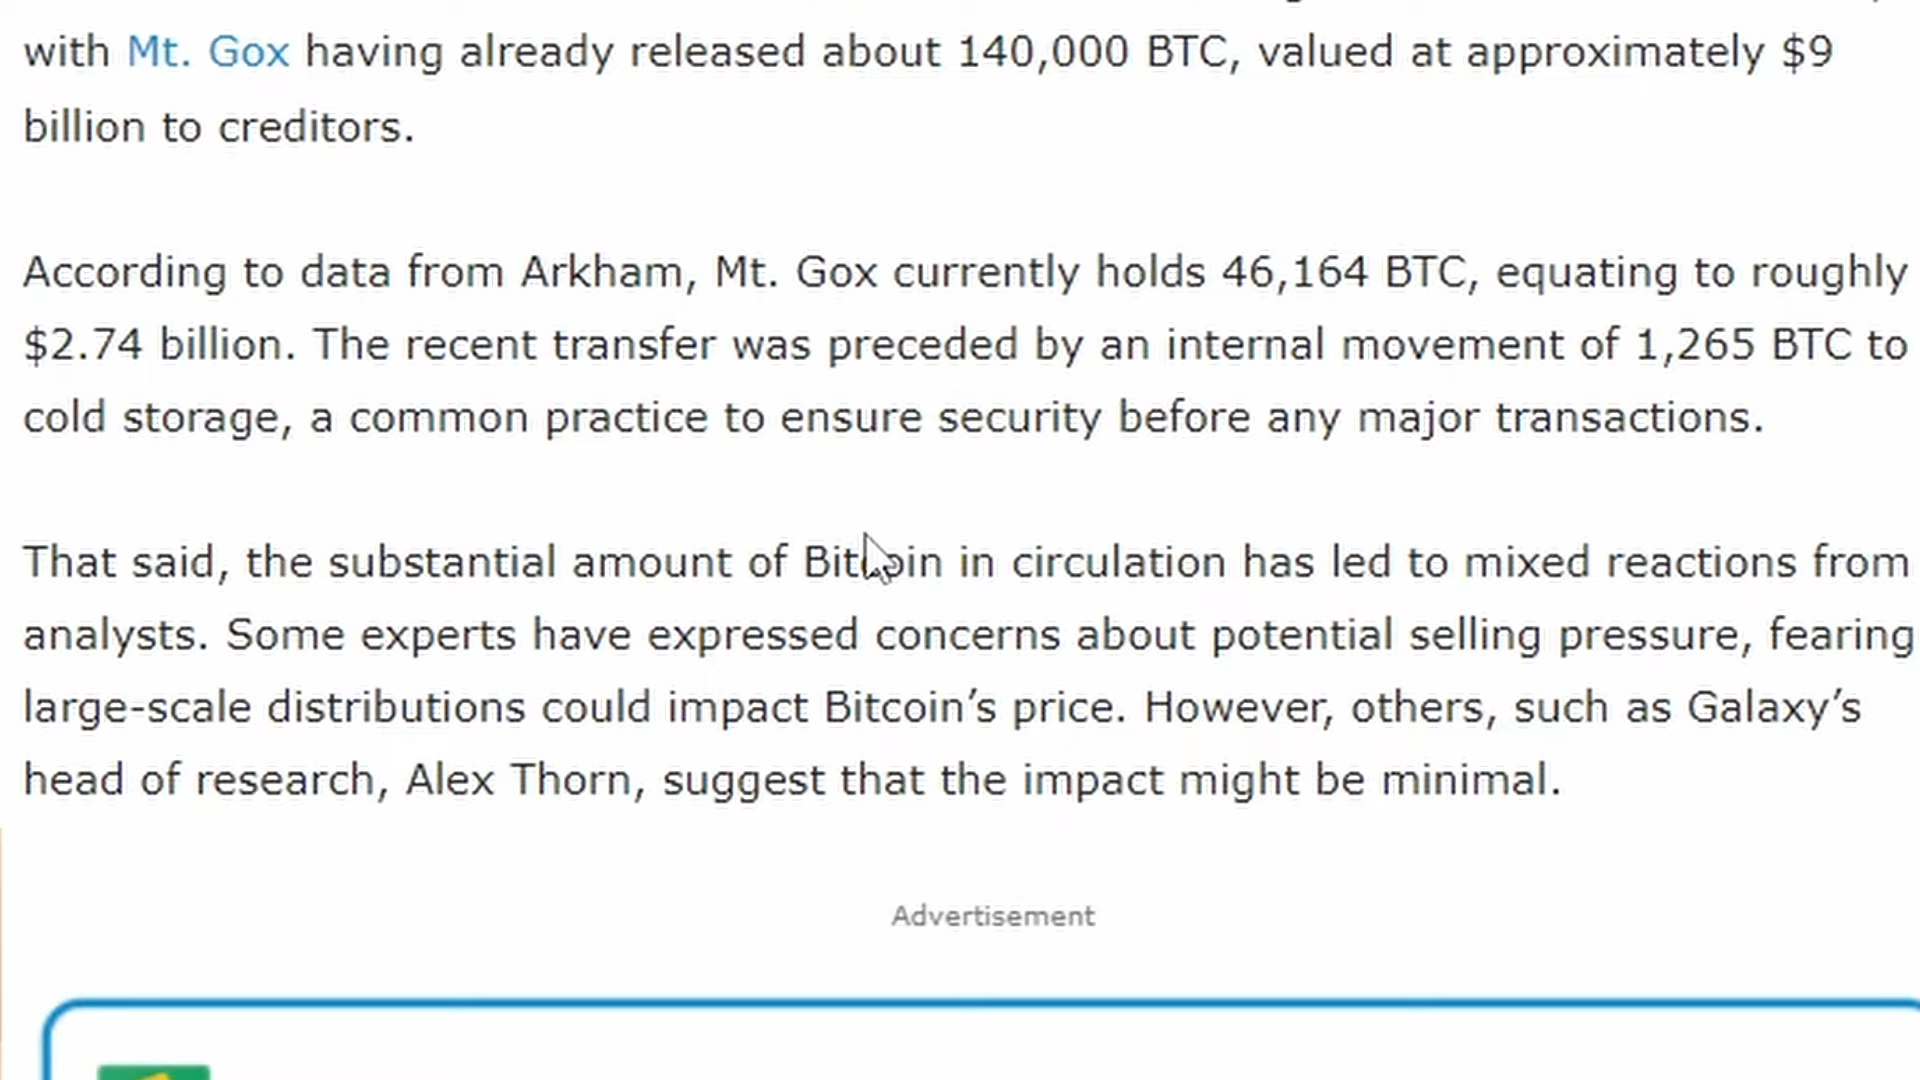 with Mt. Gox having already released about 140,000 BTC, valued at approximately $9
billion to creditors.
According to data from Arkham, Mt. Gox currently holds 46,164 BTC, equating to roughly
$2.74 billion. The recent transfer was preceded by an internal movement of 1,265 BTC to
cold storage, a common practice to ensure security before any major transactions.
That said, the substantial amount of Bitcoin in circulation has led to mixed reactions from
analysts. Some experts have expressed concerns about potential selling pressure, fearing
large-scale distributions could impact Bitcoin’s price. However, others, such as Galaxy’s
head of research, Alex Thorn, suggest that the impact might be minimal.
Advertisement